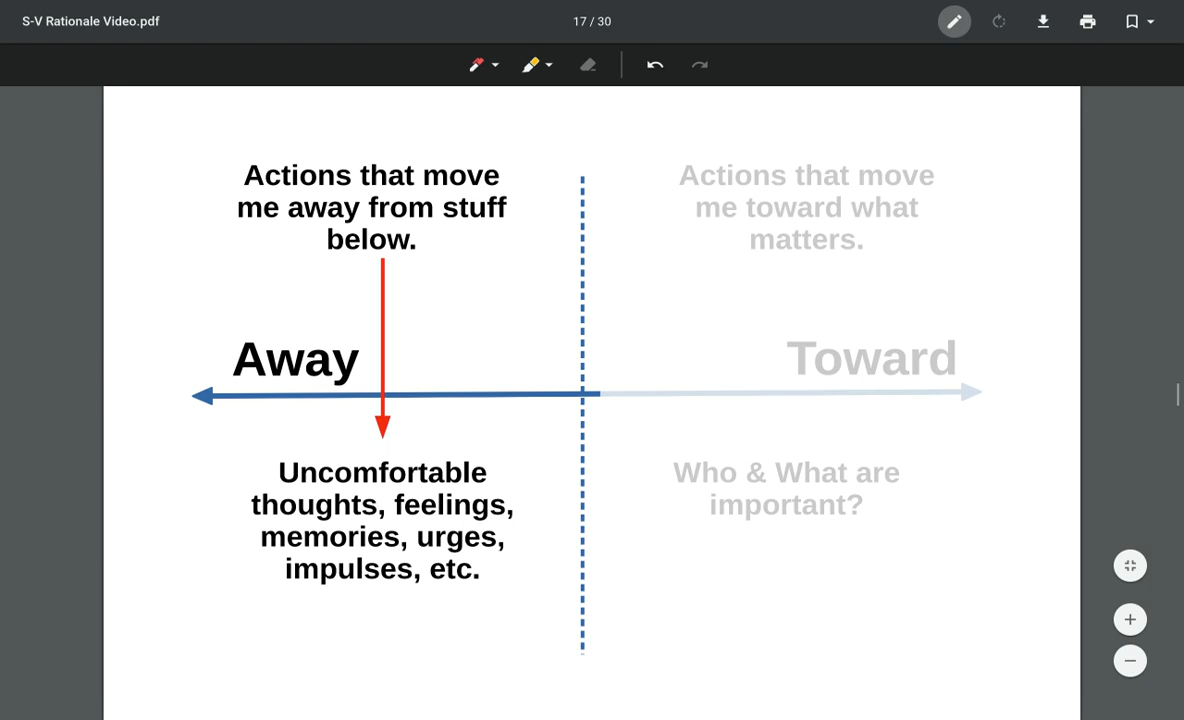 S-V Rationale Video.pdf
17 / 30
Actions that move
me away from stuff
below.
Actions that move
me toward what
matters.
Away
Toward
Uncomfortable
thoughts, feelings,
memories, urges,
impulses, etc.
Who & What are
important?